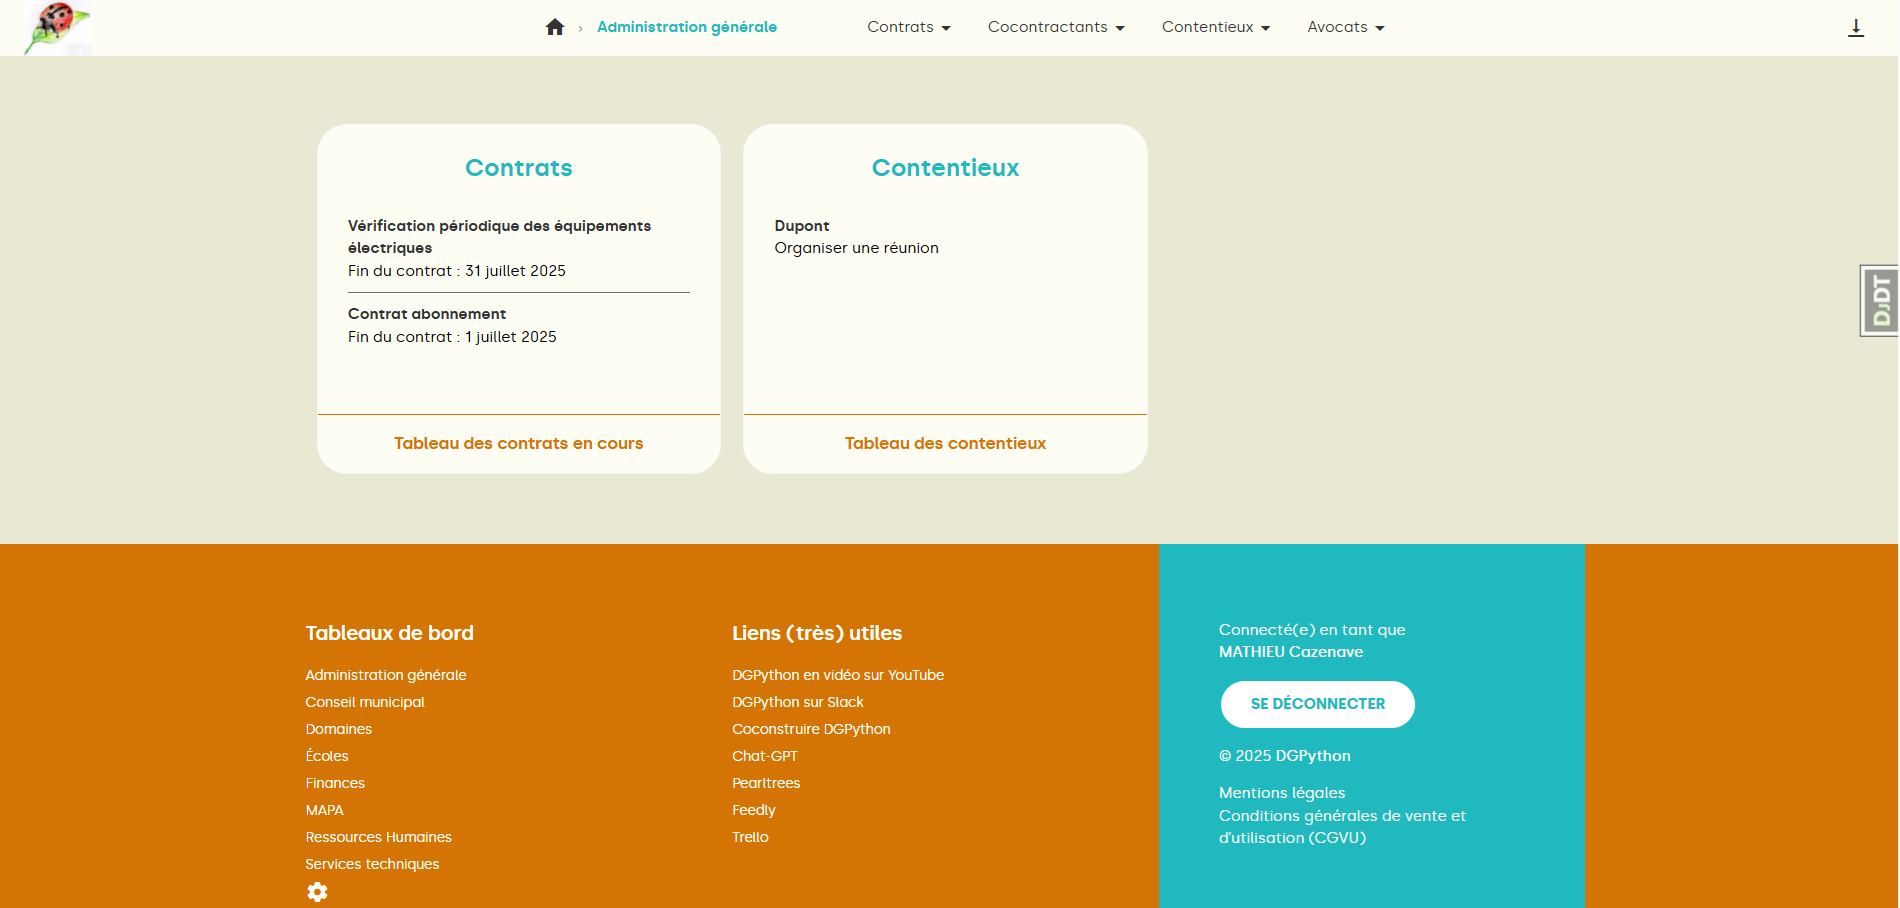 › Administration générale
Contrats
Cocontractants
Contentieux
Avocats
Contrats
Vérification périodique des équipements
électriques
Fin du contrat : 31 juillet 2025
Contrat abonnement
Fin du contrat : 1 juillet 2025
Tableau des contrats en cours
Contentieux
Dupont
Organiser une réunion
Tableau des contentieux
DJDT
Tableaux de bord
Administration générale
Conseil municipal
Domaines
Écoles
Finances
MAPA
Ressources Humaines
Services techniques
Liens (très) utiles
DGPython en vidéo sur YouTube
DGPython sur Slack
Coconstruire DGPython
Chat-GPT
Pearltrees
Feedly
Trello
Connecté(e) en tant que
MATHIEU Cazenave
SE DÉCONNECTER
© 2025 DGPython
Mentions légales
Conditions générales de vente et
d'utilisation (CGVU)